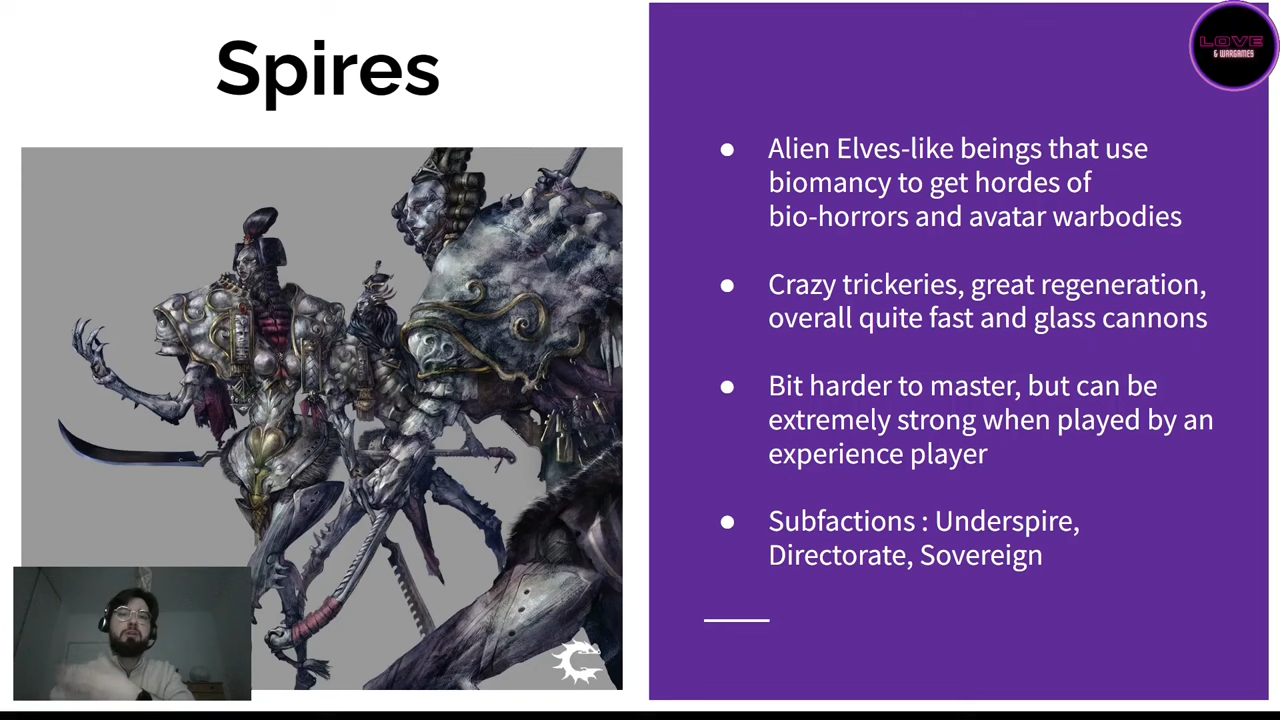 Spires
LOVE
& WARGAMES
● Alien Elves-like beings that use
biomancy to get hordes of
bio-horrors and avatar warbodies
● Crazy trickeries, great regeneration,
overall quite fast and glass cannons
● Bit harder to master, but can be
extremely strong when played by an
experience player
● Subfactions : Underspire,
Directorate, Sovereign